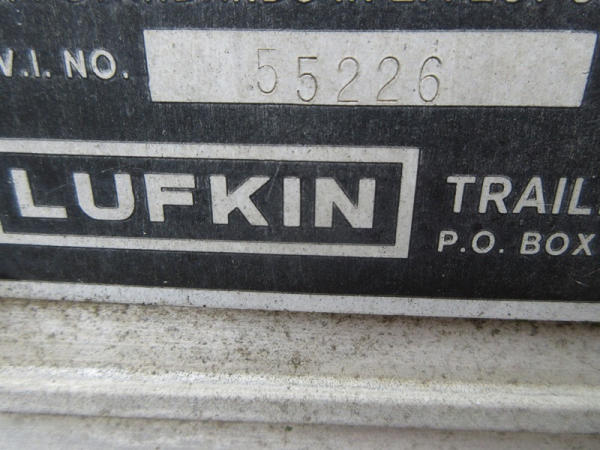 V.I. NO. 55226
LUFKIN TRAIL
P.O. BOX